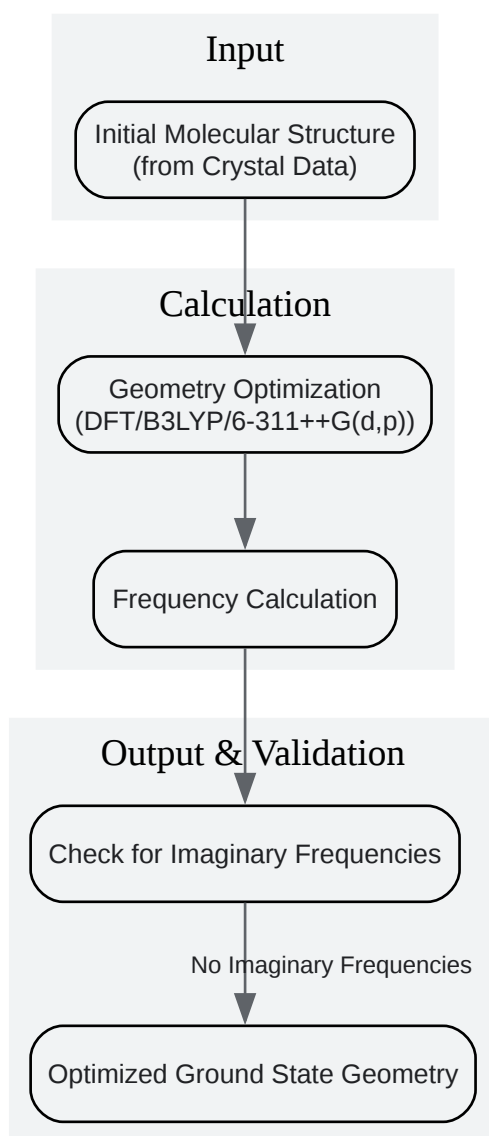 Input
Initial Molecular Structure
(from Crystal Data)
Calculation
Geometry Optimization
(DFT/B3LYP/6-311++G(d,p))
Frequency Calculation
Output & Validation
Check for Imaginary Frequencies
No Imaginary Frequencies
Optimized Ground State Geometry